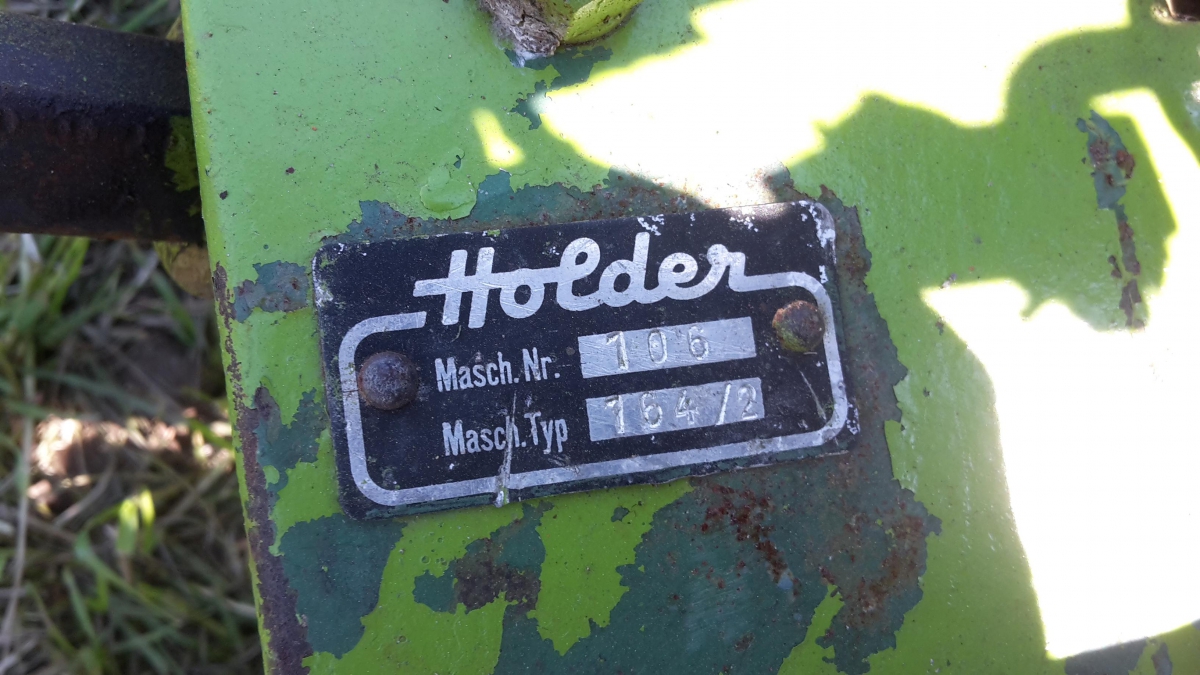 Holder
Masch. Nr. 106
Masch. Typ 164/2